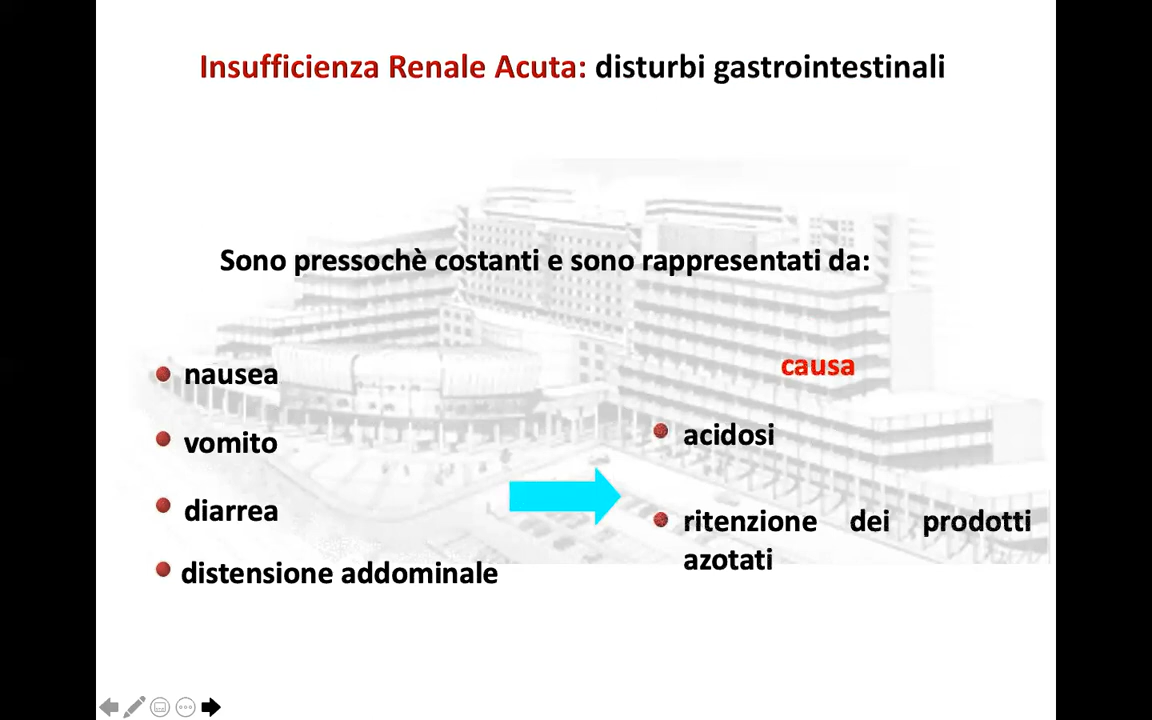 Insufficienza Renale Acuta: disturbi gastrointestinali
Sono pressochè costanti e sono rappresentati da:
nausea
vomito
diarrea
distensione addominale
causa
acidosi
ritenzione dei prodotti
azotati